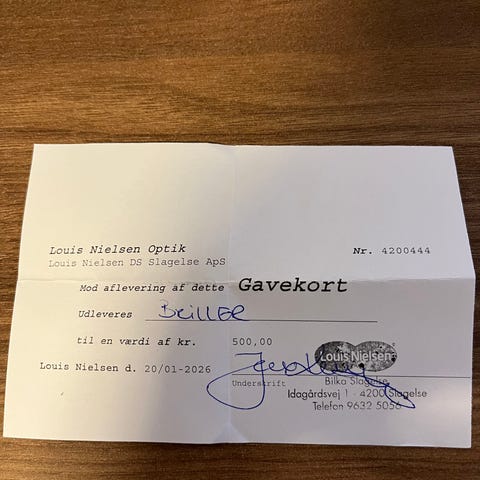 Louis Nielsen Optik Nr. 4200444
Louis Nielsen DS Slagelse ApS
Mod aflevering af dette Gavekort
Udleveres Briller
til en værdi af kr. 500,00
Louis Nielsen d. 20/01-2026
Underskrift
Louis Nielsen
Bilka Slagelse
Idagårdsvej 1 - 4200 Slagelse
Telefon 9632 5056